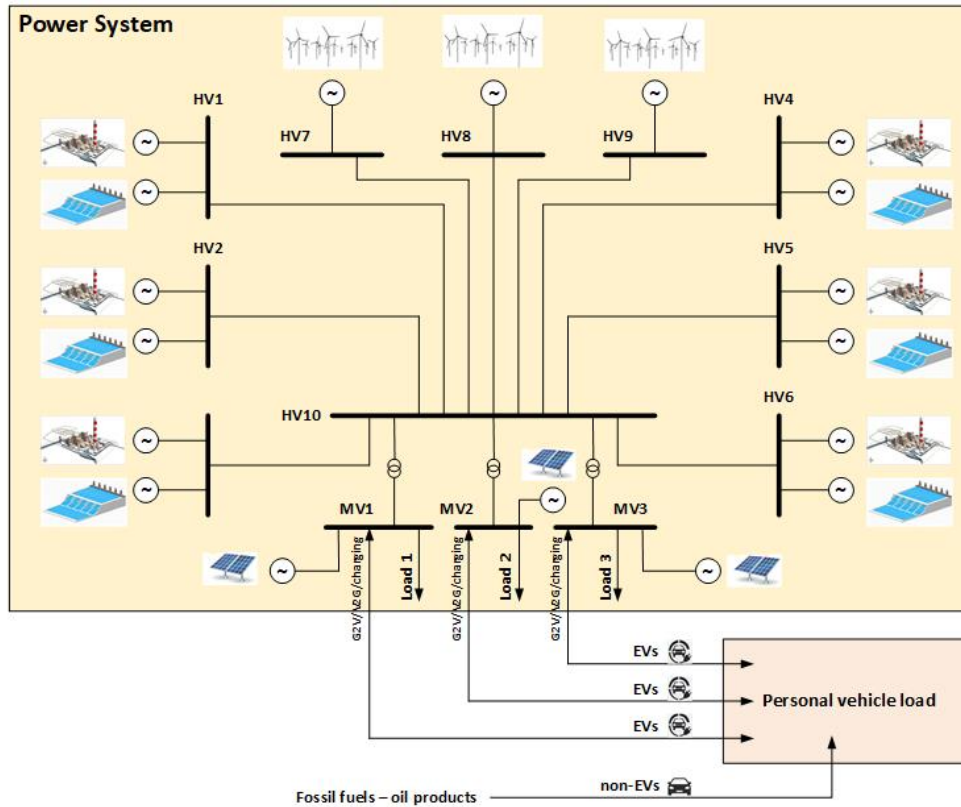 Power System
HV1
HV7
HV8
HV9
HV4
~
~
~
~
~
~
~
HV2
HV5
~
~
~
~
HV10
HV6
~
~
~
~
MV1
MV2
~
MV3
~
~
G2V/V2G/charging
Load 1
G2V/V2G/charging
Load 2
G2V/V2G/charging
Load 3
EVs
EVs
EVs
Personal vehicle load
non-EVs
Fossil fuels – oil products